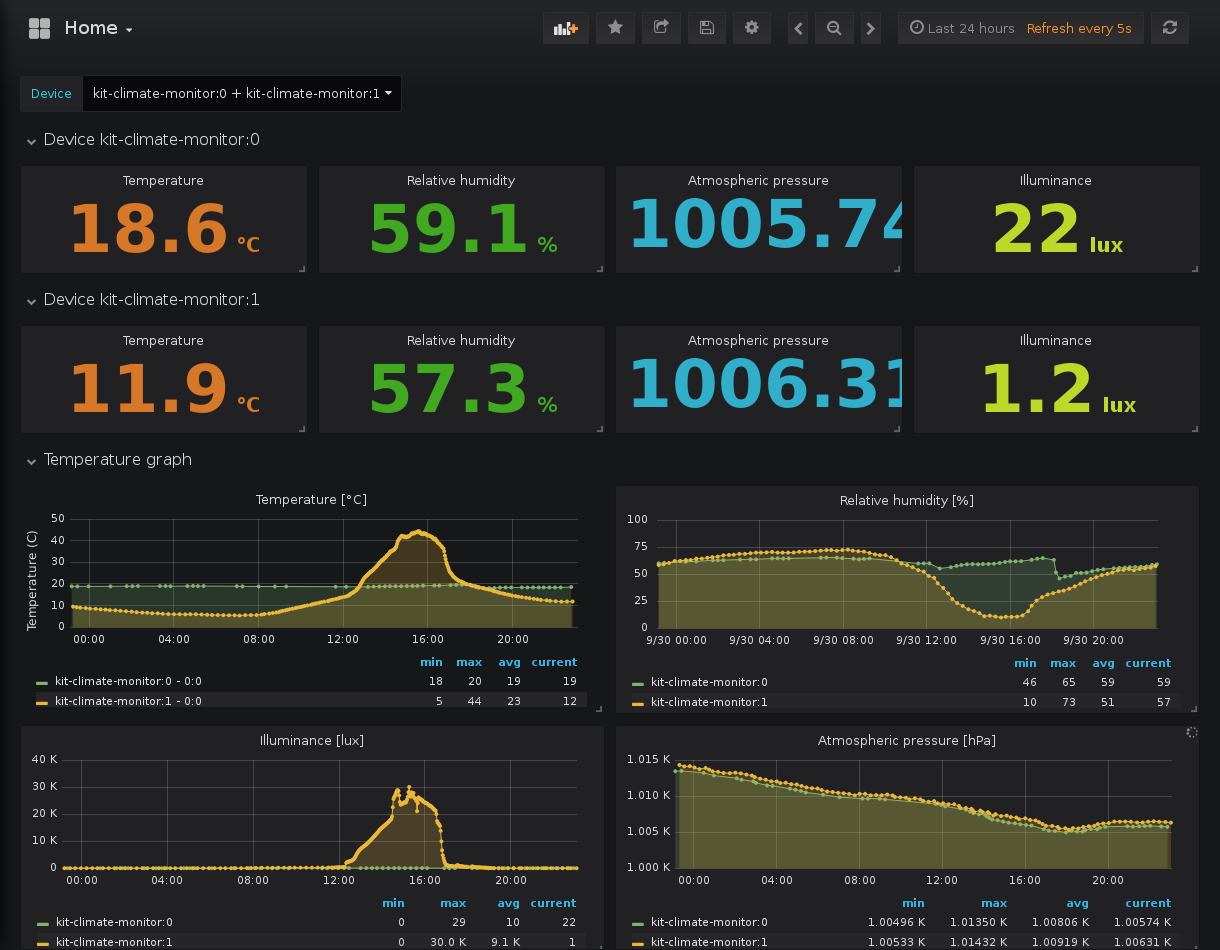 Home
Last 24 hours Refresh every 5s
Device kit-climate-monitor:0 + kit-climate-monitor:1
Device kit-climate-monitor:0
Temperature Relative humidity Atmospheric pressure Illuminance
18.6 °C 59.1 % 1005.74 22 lux
Device kit-climate-monitor:1
Temperature Relative humidity Atmospheric pressure Illuminance
11.9 °C 57.3 % 1006.31 1.2 lux
Temperature graph
Temperature [°C]
Temperature (C)
50
40
30
20
10
0
00:00 04:00 08:00 12:00 16:00 20:00
min max avg current
kit-climate-monitor:0 - 0:0 18 20 19 19
kit-climate-monitor:1 - 0:0 5 44 23 12
Relative humidity [%]
100
75
50
25
0
9/30 00:00 9/30 04:00 9/30 08:00 9/30 12:00 9/30 16:00 9/30 20:00
min max avg current
kit-climate-monitor:0 46 65 59 59
kit-climate-monitor:1 10 73 51 57
Illuminance [lux]
40 K
30 K
20 K
10 K
0
00:00 04:00 08:00 12:00 16:00 20:00
min max avg current
kit-climate-monitor:0 0 29 10 22
kit-climate-monitor:1 0 30.0 K 9.1 K 1
Atmospheric pressure [hPa]
1.015 K
1.010 K
1.005 K
1.000 K
00:00 04:00 08:00 12:00 16:00 20:00
min max avg current
kit-climate-monitor:0 1.00496 K 1.01350 K 1.00806 K 1.00574 K
kit-climate-monitor:1 1.00533 K 1.01432 K 1.00919 K 1.00631 K